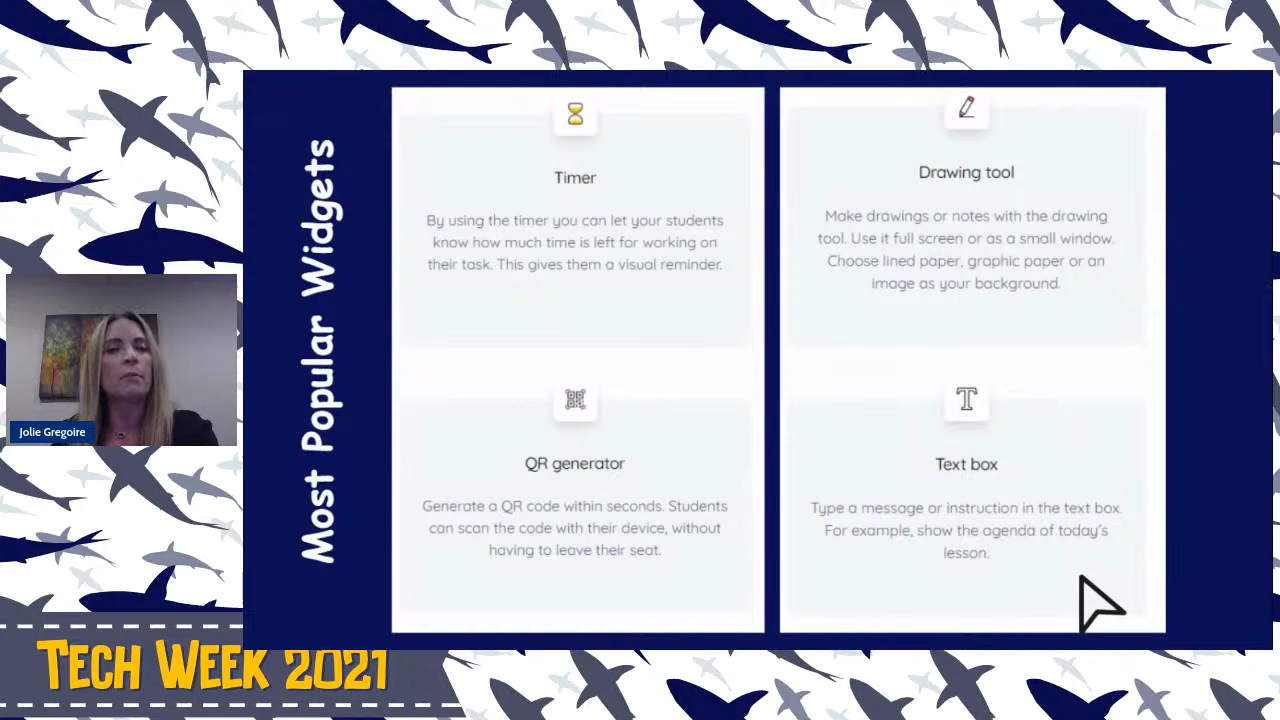 Most Popular Widgets
Timer
By using the timer you can let your students
know how much time is left for working on
their task. This gives them a visual reminder.
Drawing tool
Make drawings or notes with the drawing
tool. Use it full screen or as a small window.
Choose lined paper, graphic paper or an
image as your background.
QR generator
Generate a QR code within seconds. Students
can scan the code with their device, without
having to leave their seat.
Text box
Type a message or instruction in the text box.
For example, show the agenda of today's
lesson.
Jolie Gregoire
TECH WEEK 2021